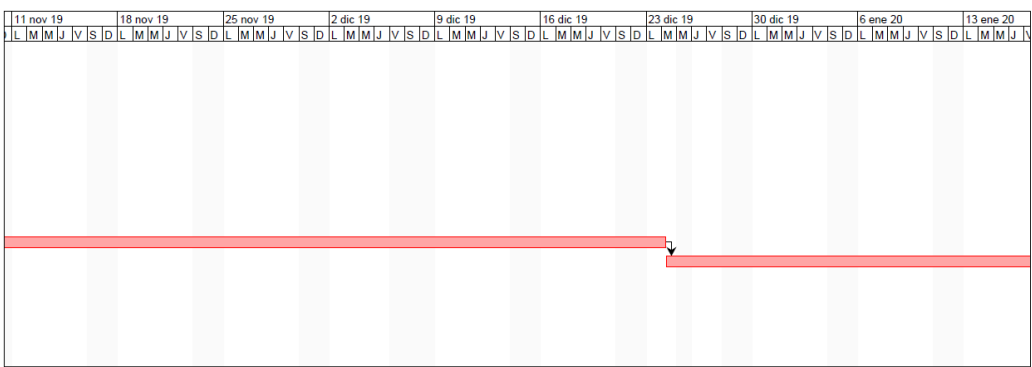 11 nov 19 18 nov 19 25 nov 19 2 dic 19 9 dic 19 16 dic 19 23 dic 19 30 dic 19 6 ene 20 13 ene 20
L M M J V S D L M M J V S D L M M J V S D L M M J V S D L M M J V S D L M M J V S D L M M J V S D L M M J V S D L M M J V S D L M M J V